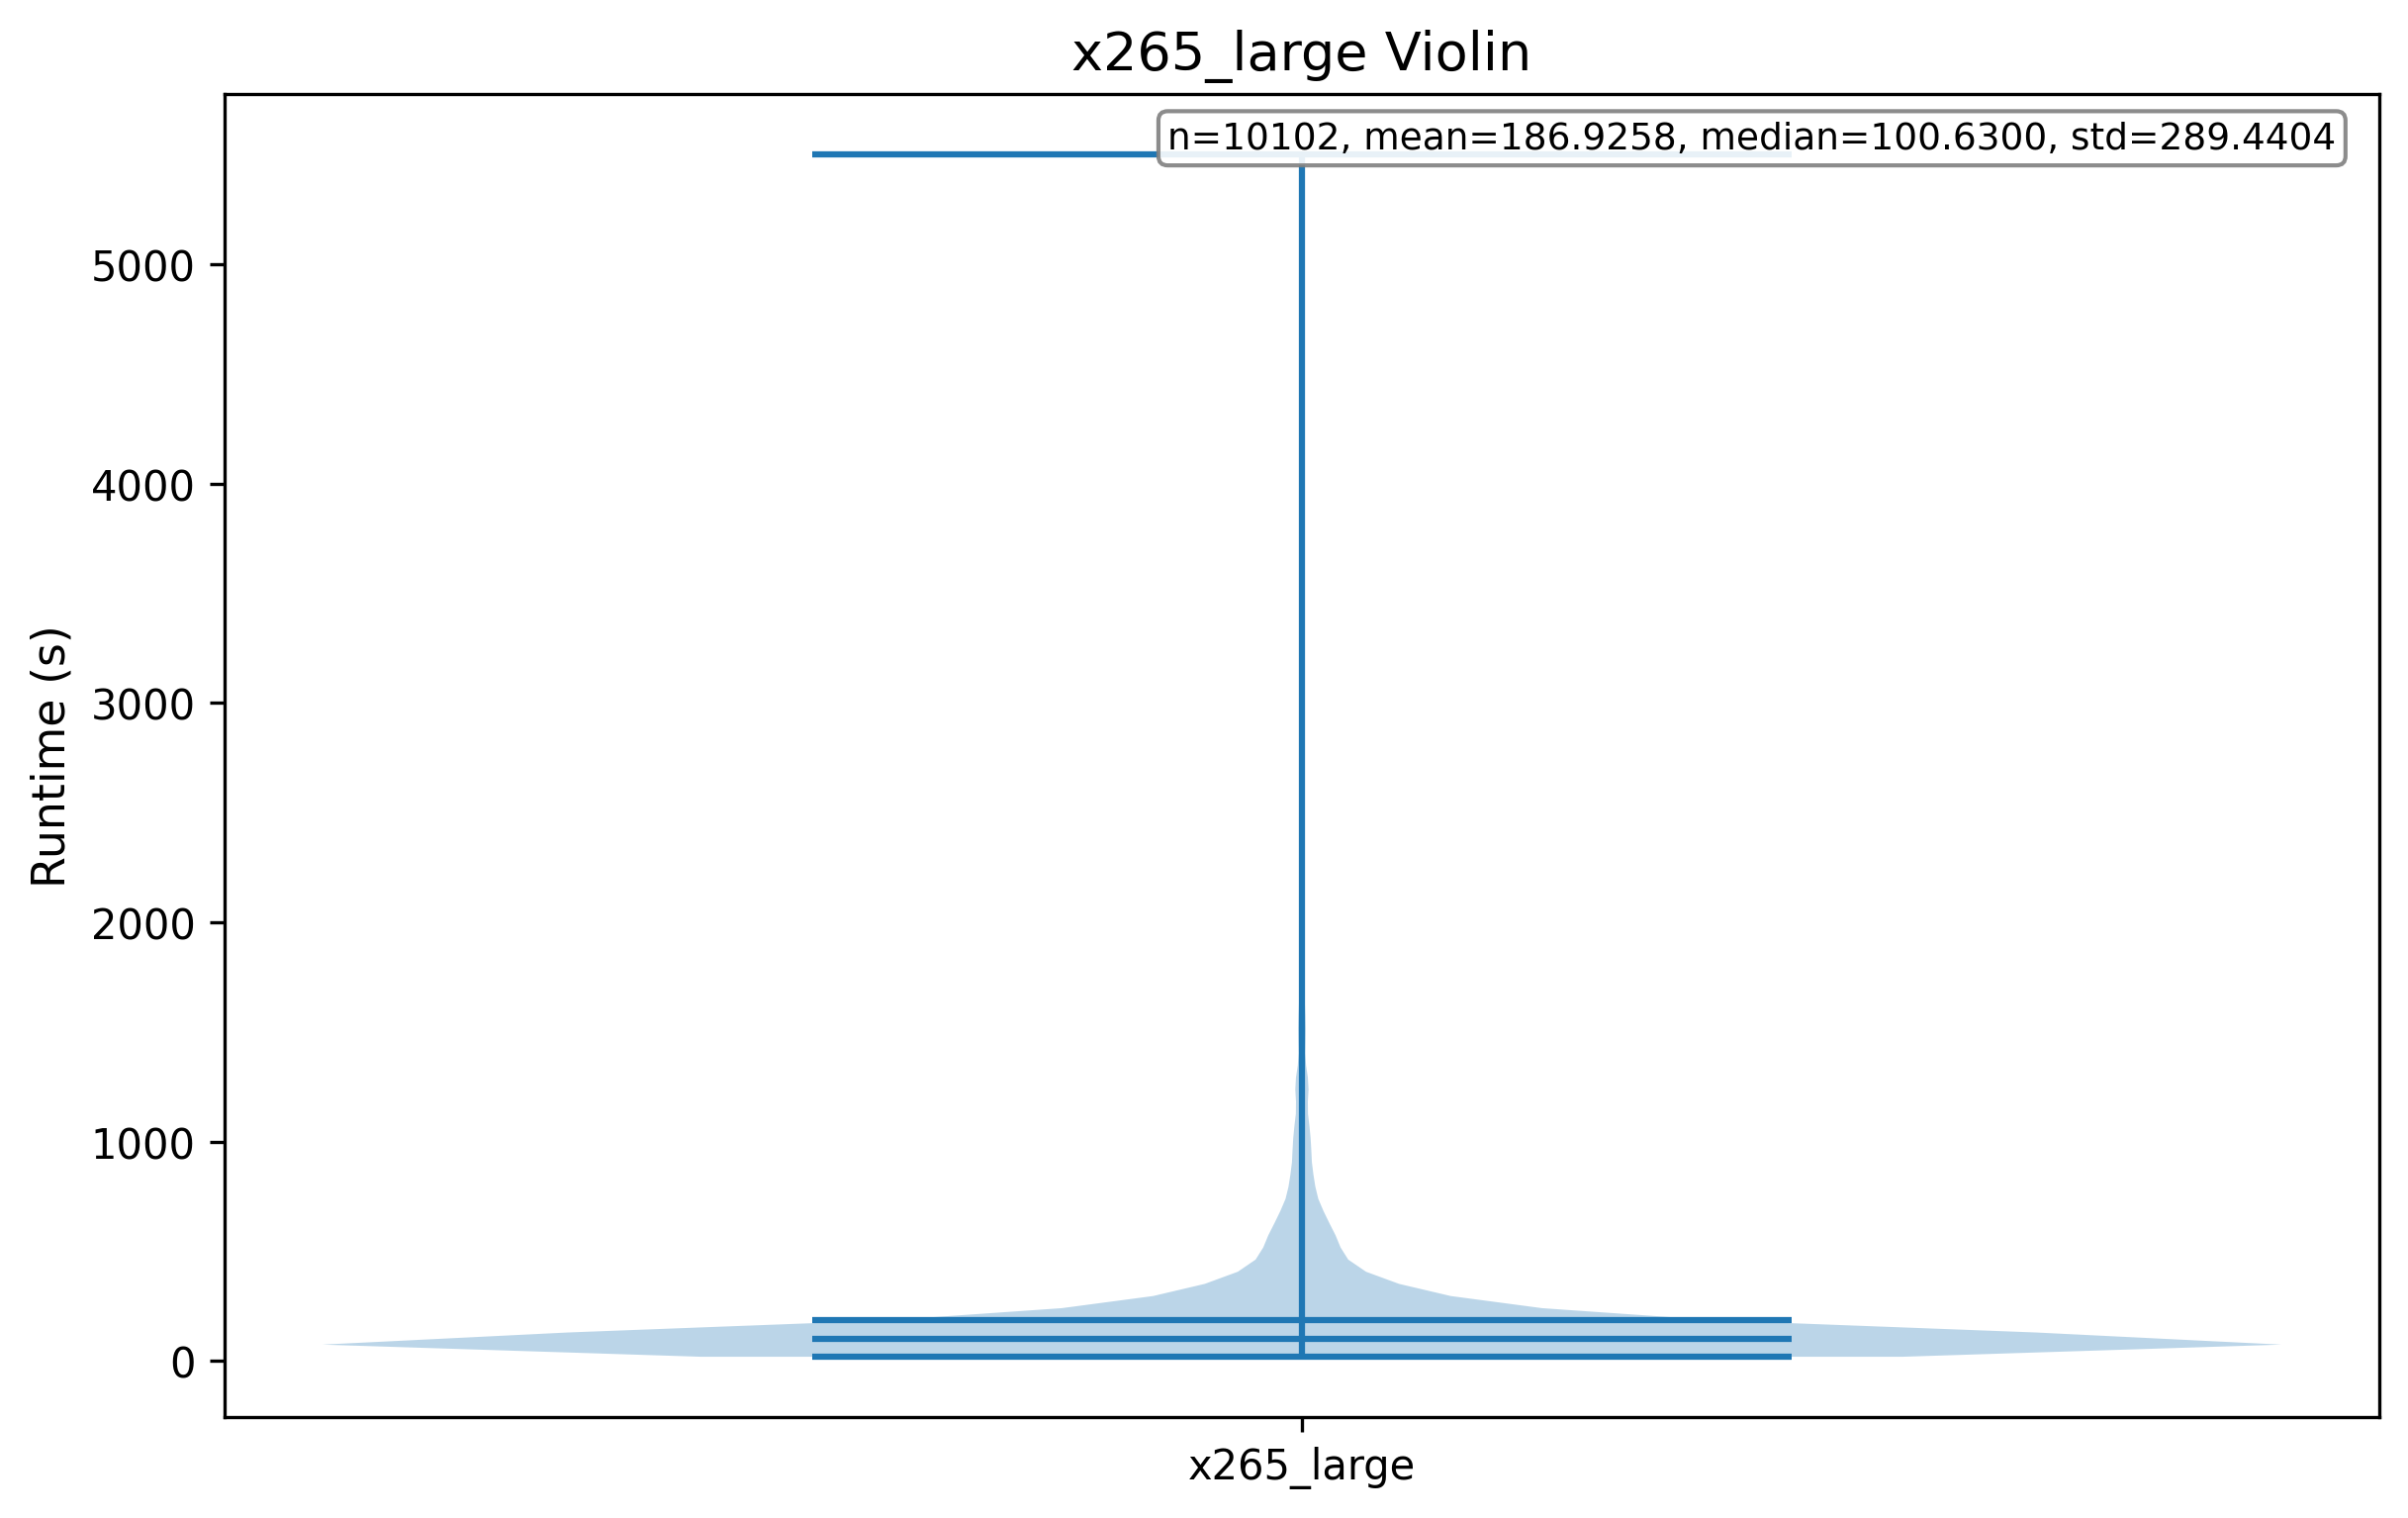 x265_large Violin
n=10102, mean=186.9258, median=100.6300, std=289.4404
Runtime (s)
5000
4000
3000
2000
1000
0
x265_large